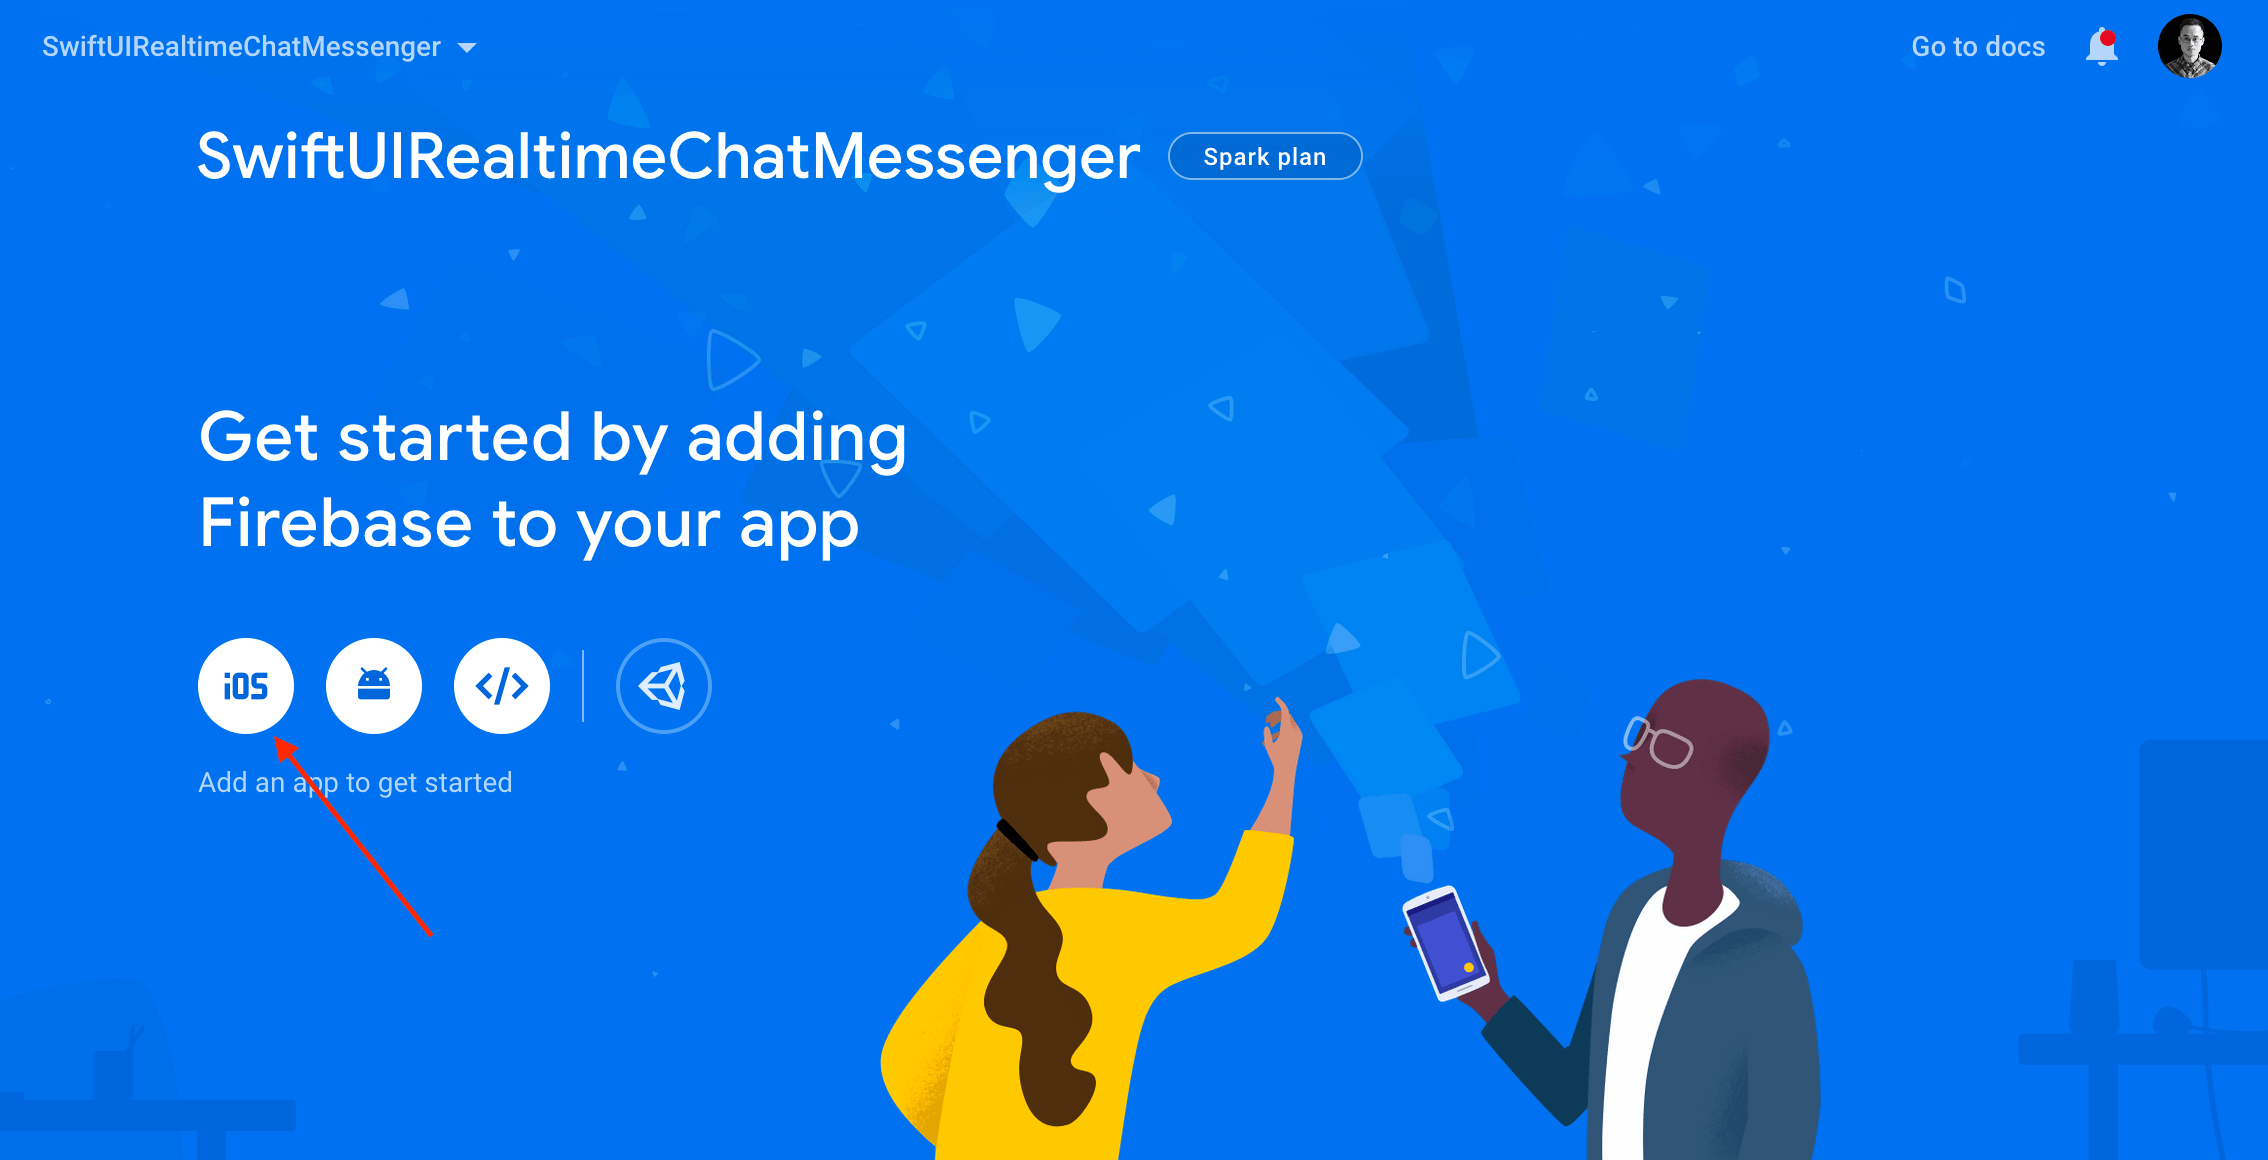 SwiftUIRealtimeChatMessenger
Go to docs
SwiftUIRealtimeChatMessenger
Spark plan
Get started by adding
Firebase to your app
iOS
</>
Add an app to get started